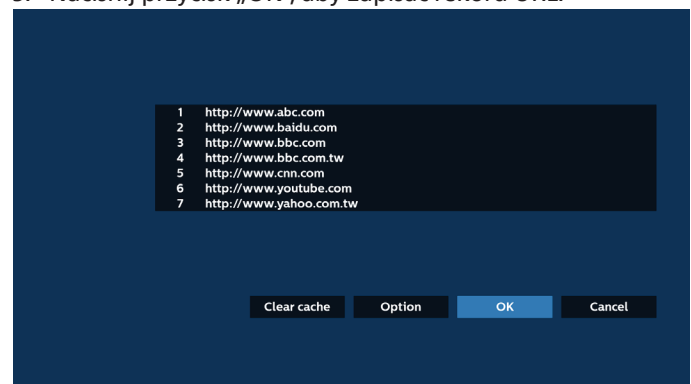 1 http://www.abc.com
2 http://www.baidu.com
3 http://www.bbc.com
4 http://www.bbc.com.tw
5 http://www.cnn.com
6 http://www.youtube.com
7 http://www.yahoo.com.tw
Clear cache Option OK Cancel